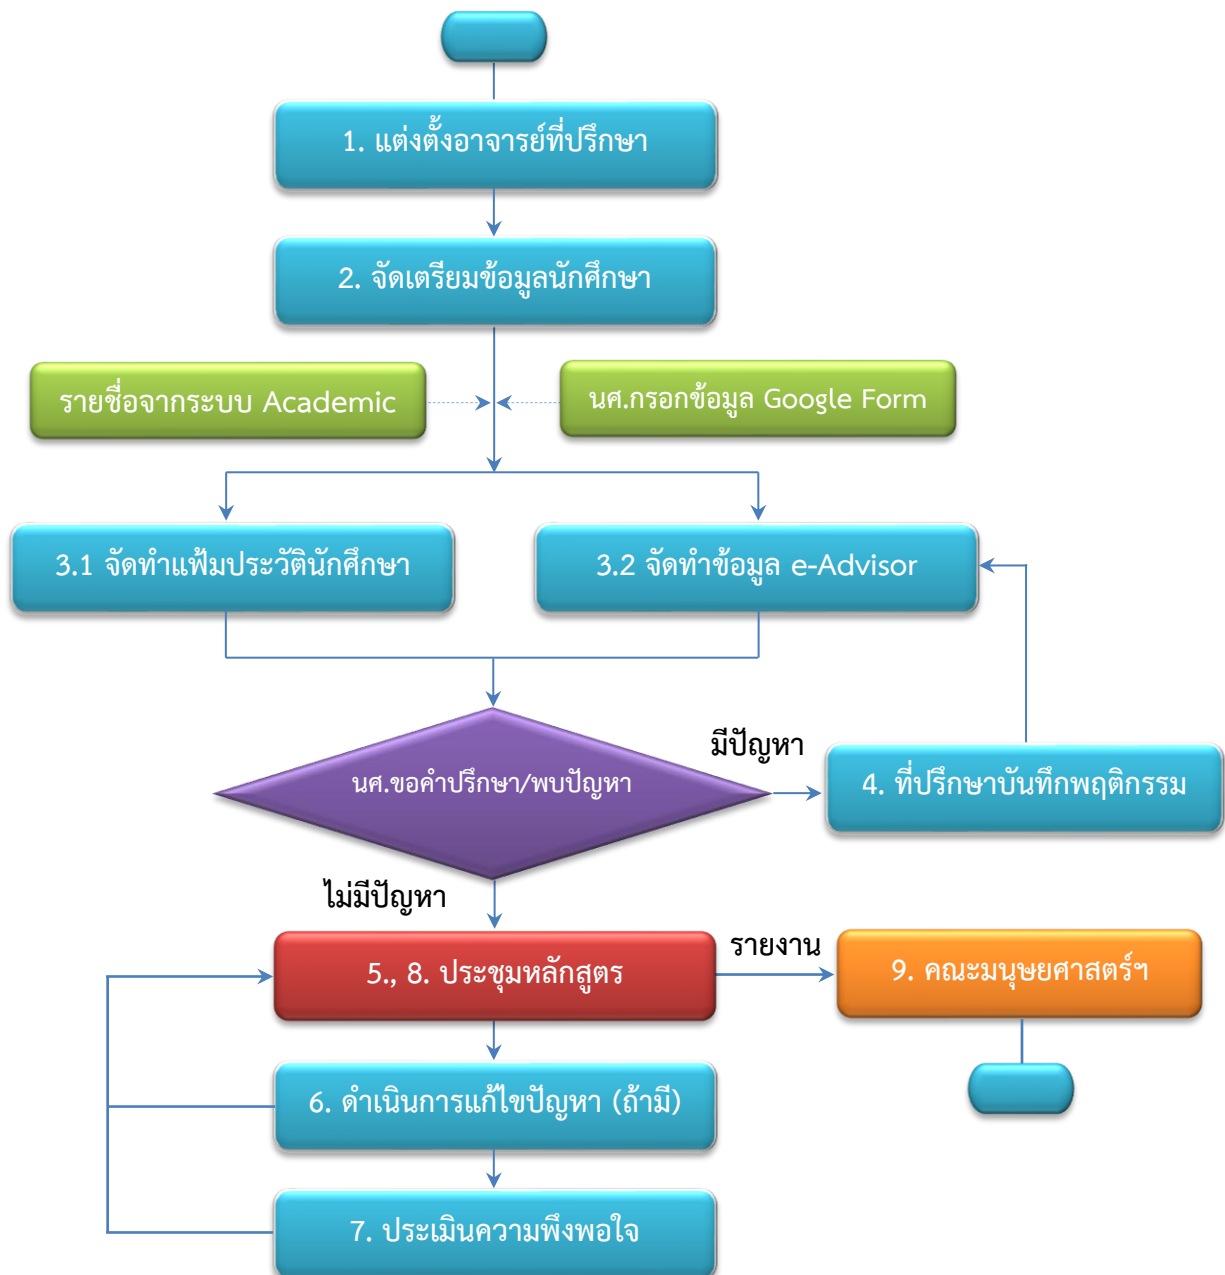 1. แต่งตั้งอาจารย์ที่ปรึกษา
2. จัดเตรียมข้อมูลนักศึกษา
รายชื่อจากระบบ Academic
นศ.กรอกข้อมูล Google Form
3.1 จัดทำแฟ้มประวัตินักศึกษา
3.2 จัดทำข้อมูล e-Advisor
นศ.ขอคำปรึกษา/พบปัญหา
มีปัญหา
4. ที่ปรึกษาบันทึกพฤติกรรม
ไม่มีปัญหา
5., 8. ประชุมหลักสูตร
รายงาน
9. คณะมนุษยศาสตร์ฯ
6. ดำเนินการแก้ไขปัญหา (ถ้ามี)
7. ประเมินความพึงพอใจ